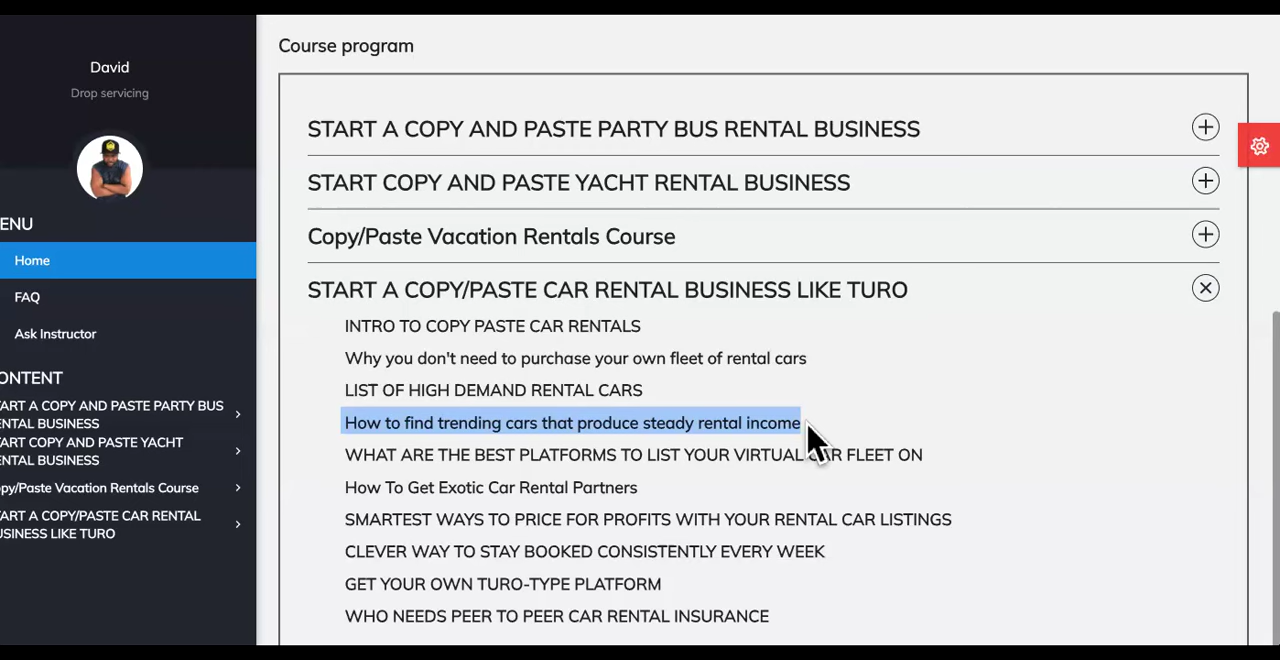 David
Drop servicing
ENU
Home
FAQ
Ask Instructor
ONTENT
TART A COPY AND PASTE PARTY BUS
ENTAL BUSINESS
TART COPY AND PASTE YACHT
ENTAL BUSINESS
opy/Paste Vacation Rentals Course
TART A COPY/PASTE CAR RENTAL
USINESS LIKE TURO
Course program
START A COPY AND PASTE PARTY BUS RENTAL BUSINESS
START COPY AND PASTE YACHT RENTAL BUSINESS
Copy/Paste Vacation Rentals Course
START A COPY/PASTE CAR RENTAL BUSINESS LIKE TURO
INTRO TO COPY PASTE CAR RENTALS
Why you don't need to purchase your own fleet of rental cars
LIST OF HIGH DEMAND RENTAL CARS
How to find trending cars that produce steady rental income
WHAT ARE THE BEST PLATFORMS TO LIST YOUR VIRTUAL CAR FLEET ON
How To Get Exotic Car Rental Partners
SMARTEST WAYS TO PRICE FOR PROFITS WITH YOUR RENTAL CAR LISTINGS
CLEVER WAY TO STAY BOOKED CONSISTENTLY EVERY WEEK
GET YOUR OWN TURO-TYPE PLATFORM
WHO NEEDS PEER TO PEER CAR RENTAL INSURANCE